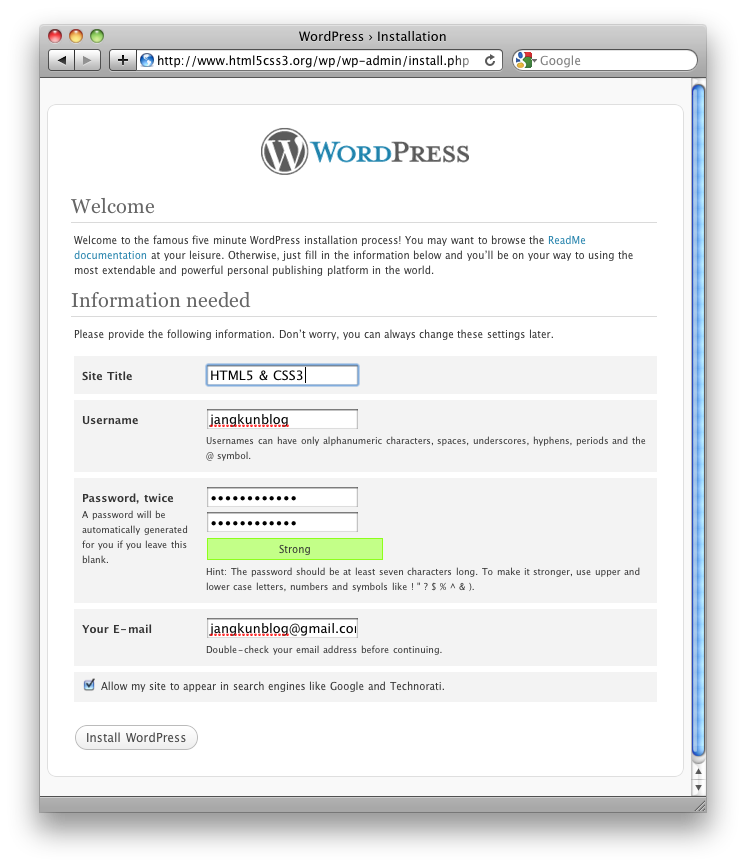 WordPress › Installation
http://www.html5css3.org/wp/wp-admin/install.php
Google
WORDPRESS
Welcome
Welcome to the famous five minute WordPress installation process! You may want to browse the ReadMe
documentation at your leisure. Otherwise, just fill in the information below and you'll be on your way to using the
most extendable and powerful personal publishing platform in the world.
Information needed
Please provide the following information. Don't worry, you can always change these settings later.
Site Title
HTML5 & CSS3
Username
jangkunblog
Usernames can have only alphanumeric characters, spaces, underscores, hyphens, periods and the
@ symbol.
Password, twice
A password will be
automatically generated
for you if you leave this
blank.
••••••••••••
••••••••••••
Strong
Hint: The password should be at least seven characters long. To make it stronger, use upper and
lower case letters, numbers and symbols like ! " ? $ % ^ & ).
Your E-mail
jangkunblog@gmail.com
Double-check your email address before continuing.
Allow my site to appear in search engines like Google and Technorati.
Install WordPress